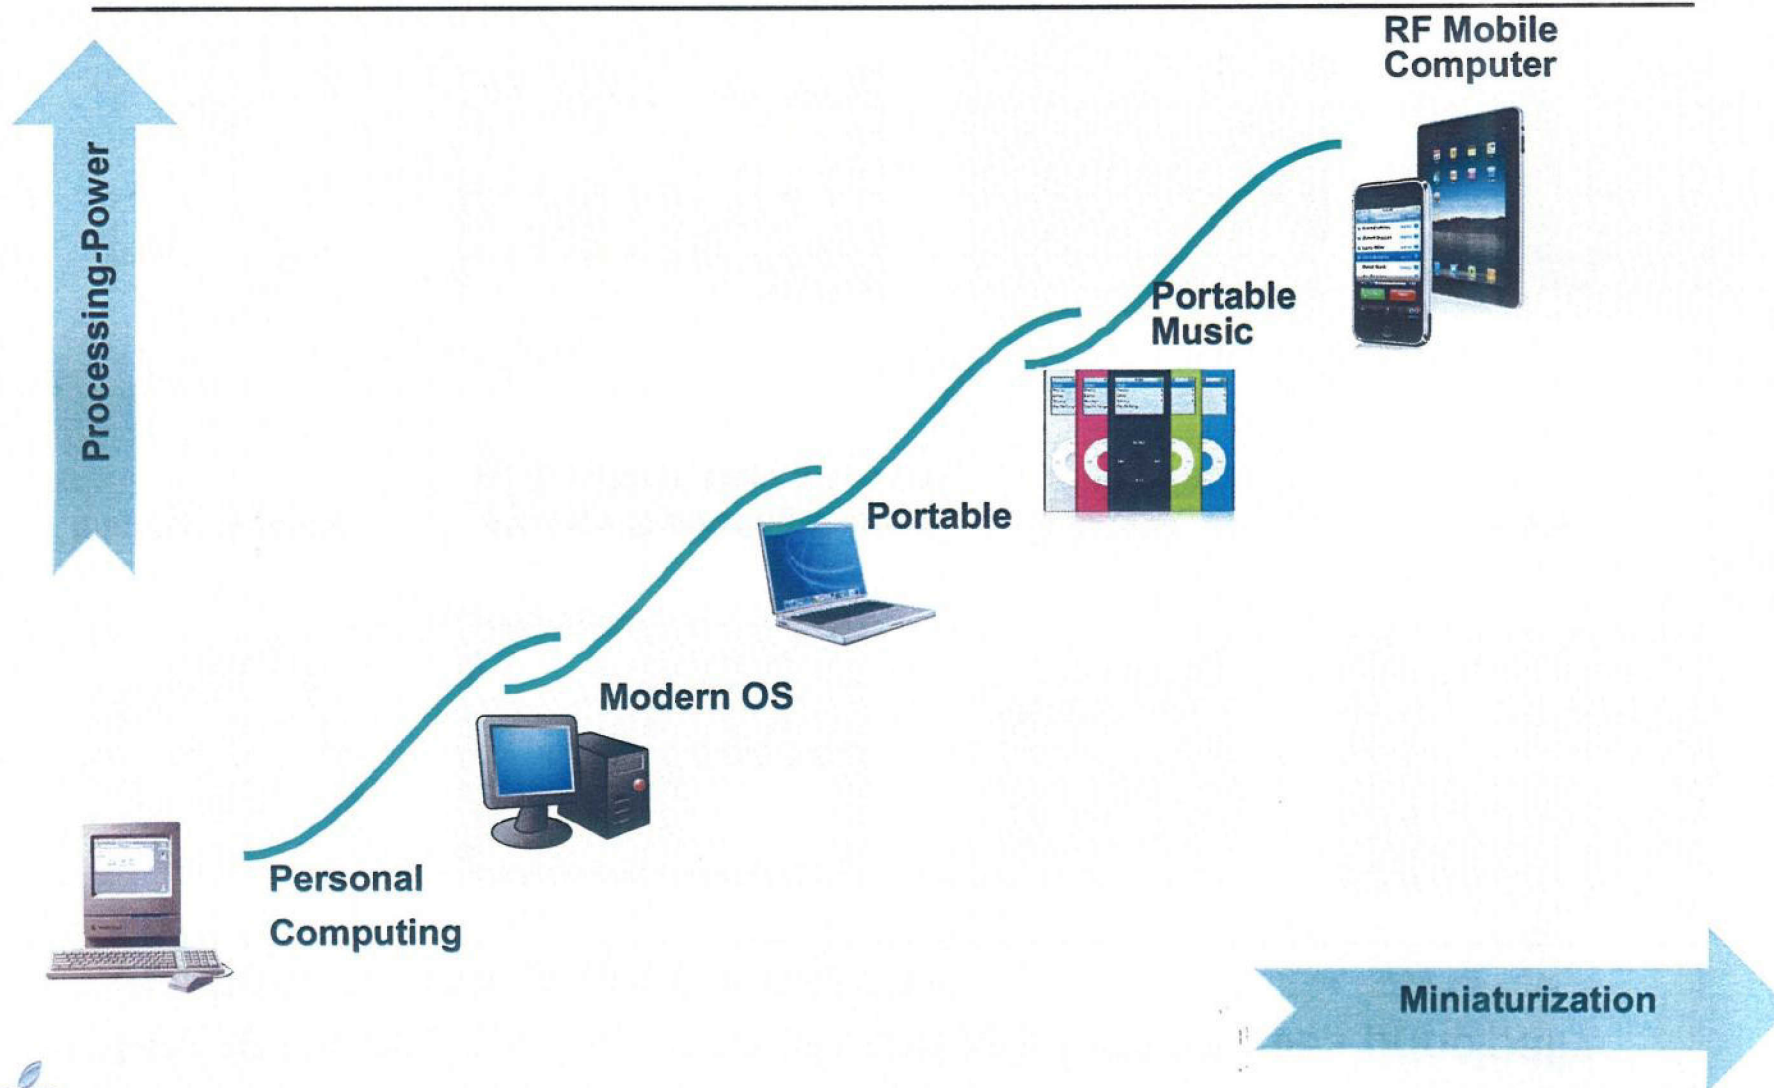 RF Mobile
Computer
Processing-Power
Portable
Music
Portable
Modern OS
Personal
Computing
Miniaturization